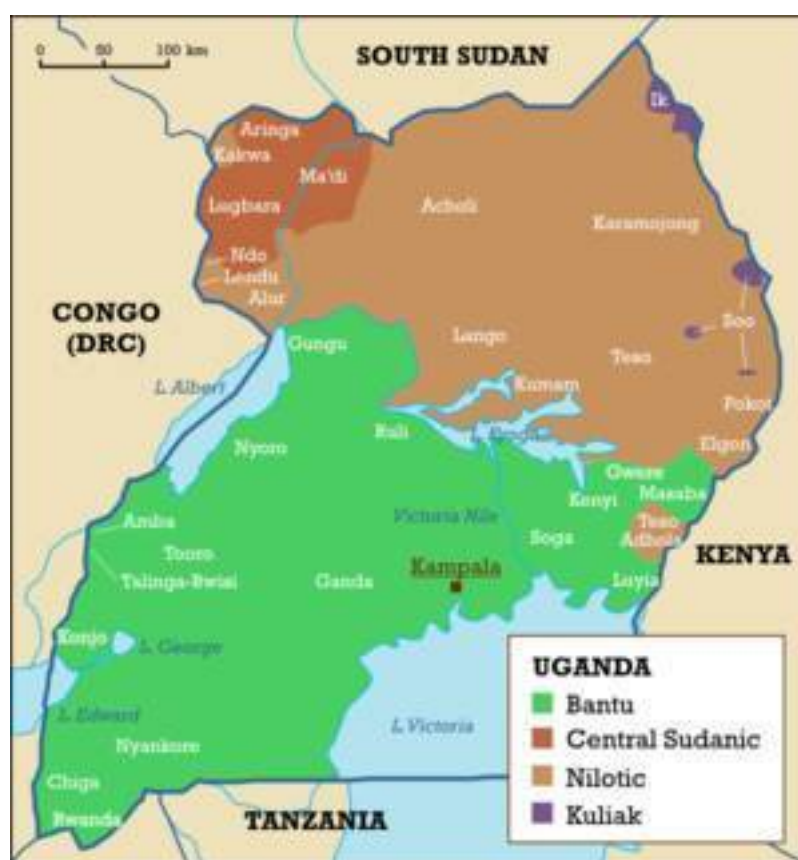 0 50 100 km
SOUTH SUDAN
Ik
Aringa
Kakwa
Ma'di
Lugbara
Acholi
Karamojong
Ndo
Lendu
Alur
CONGO
(DRC)
Soo
Lango
Gungu
Teso
L. Albert
Kumam
Pokot
Ruli
L. Kyoga
Elgon
Nyoro
Gwere
Kenyi
Masaba
Amba
Victoria Nile
Teso
Adhola
Soga
Tooro
KENYA
Talinga-Bwisi
Ganda
Kampala
Luyia
Konjo
L. George
UGANDA
Bantu
Central Sudanic
Nilotic
Kuliak
L. Edward
L. Victoria
Nyankore
Chiga
Rwanda
TANZANIA